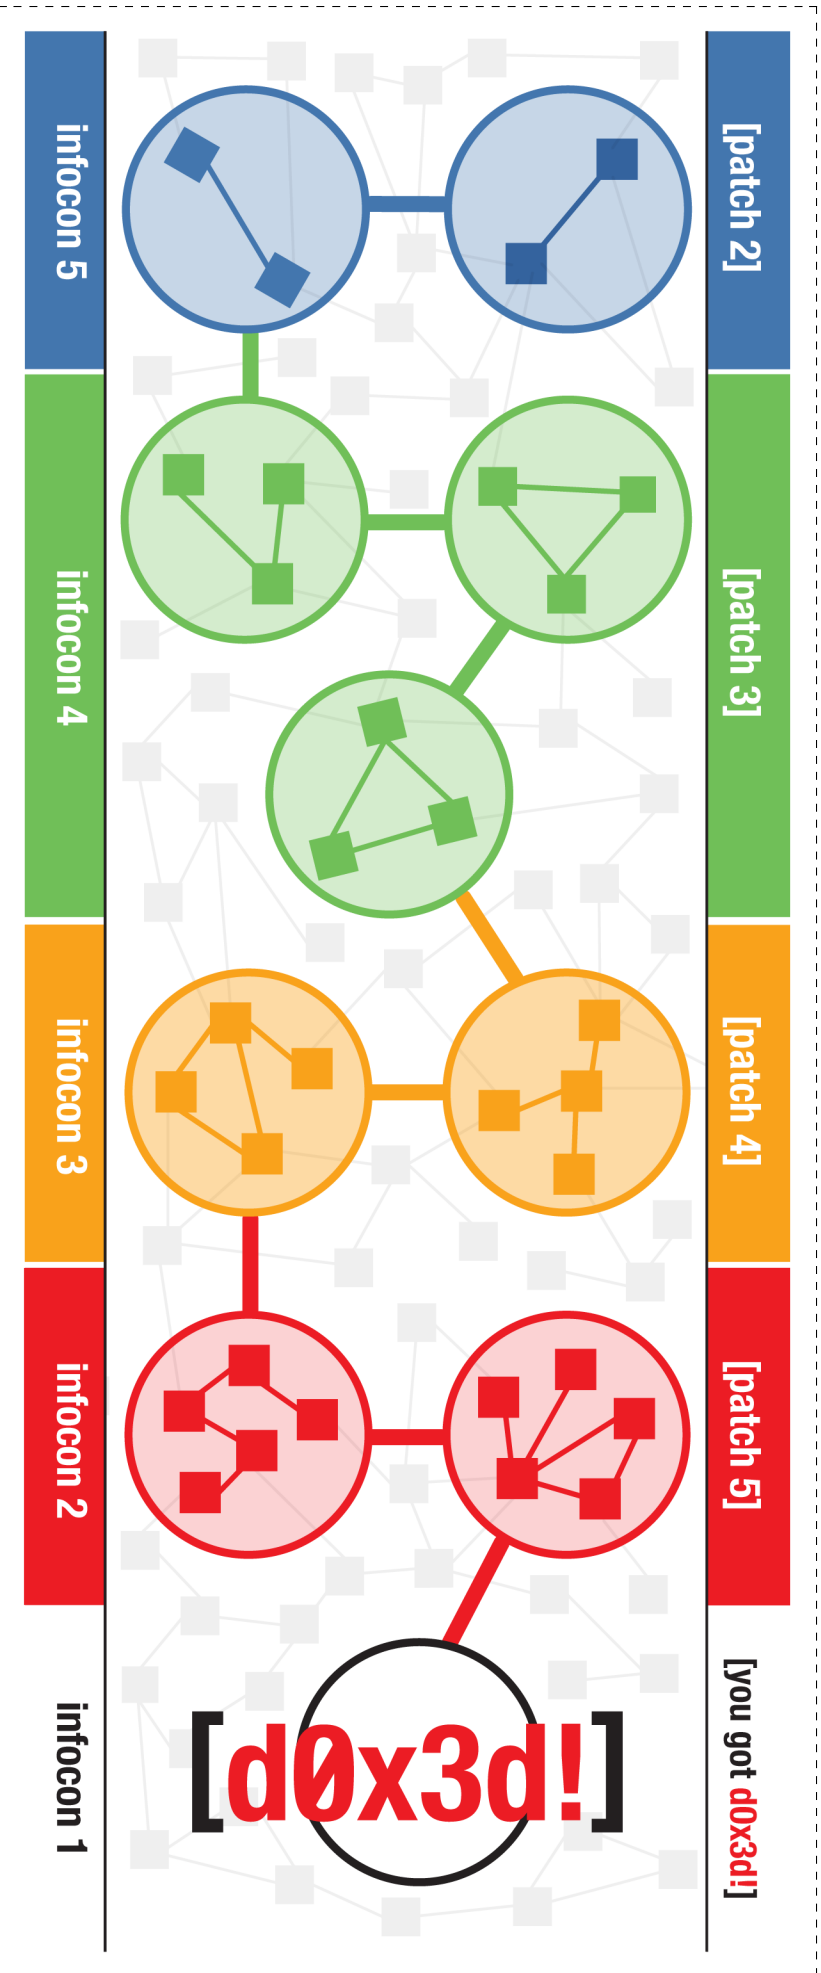 infocon 5
[patch 2]
infocon 4
[patch 3]
infocon 3
[patch 4]
infocon 2
[patch 5]
infocon 1
[d0x3d!]
[you got d0x3d!]